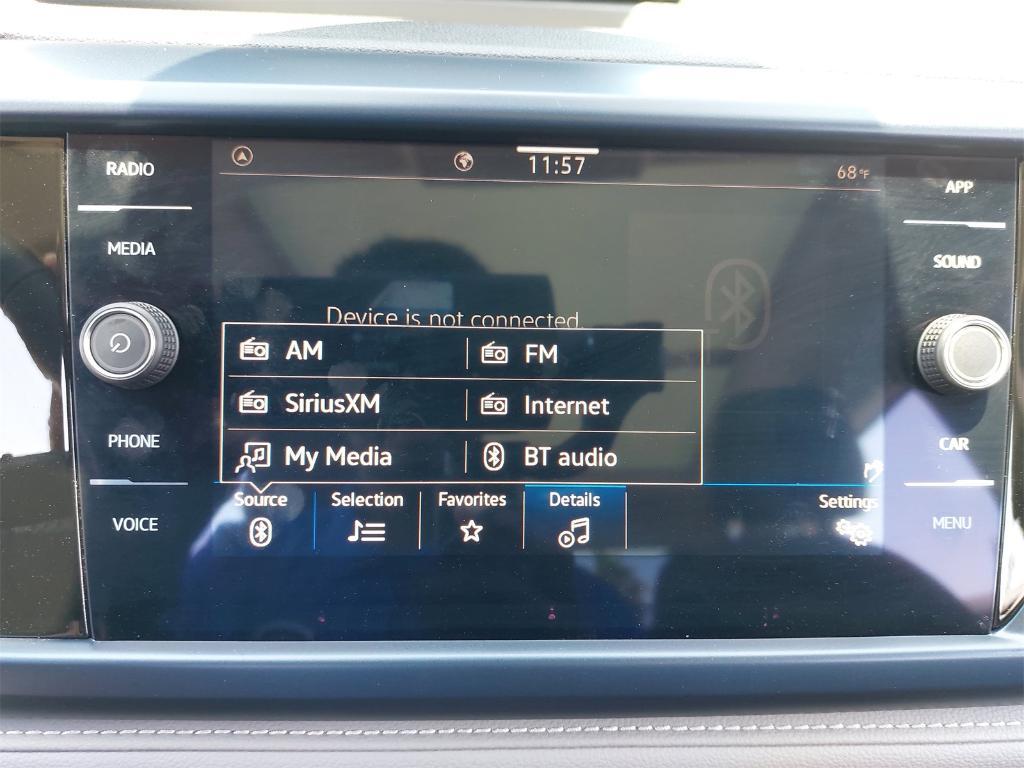 RADIO
MEDIA
PHONE
VOICE
11:57
68°F
Device is not connected.
AM
FM
SiriusXM
Internet
My Media
BT audio
Source
Selection
Favorites
Details
Settings
APP
SOUND
CAR
MENU